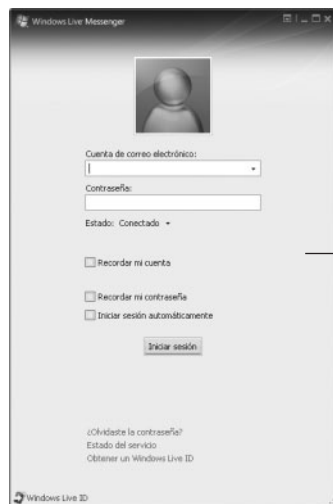 Windows Live Messenger
Cuenta de correo electrónico:
Contraseña:
Estado: Conectado
Recordar mi cuenta
Recordar mi contraseña
Iniciar sesión automáticamente
Iniciar sesión
¿Olvidaste la contraseña?
Estado del servicio
Obtener un Windows Live ID
Windows Live ID